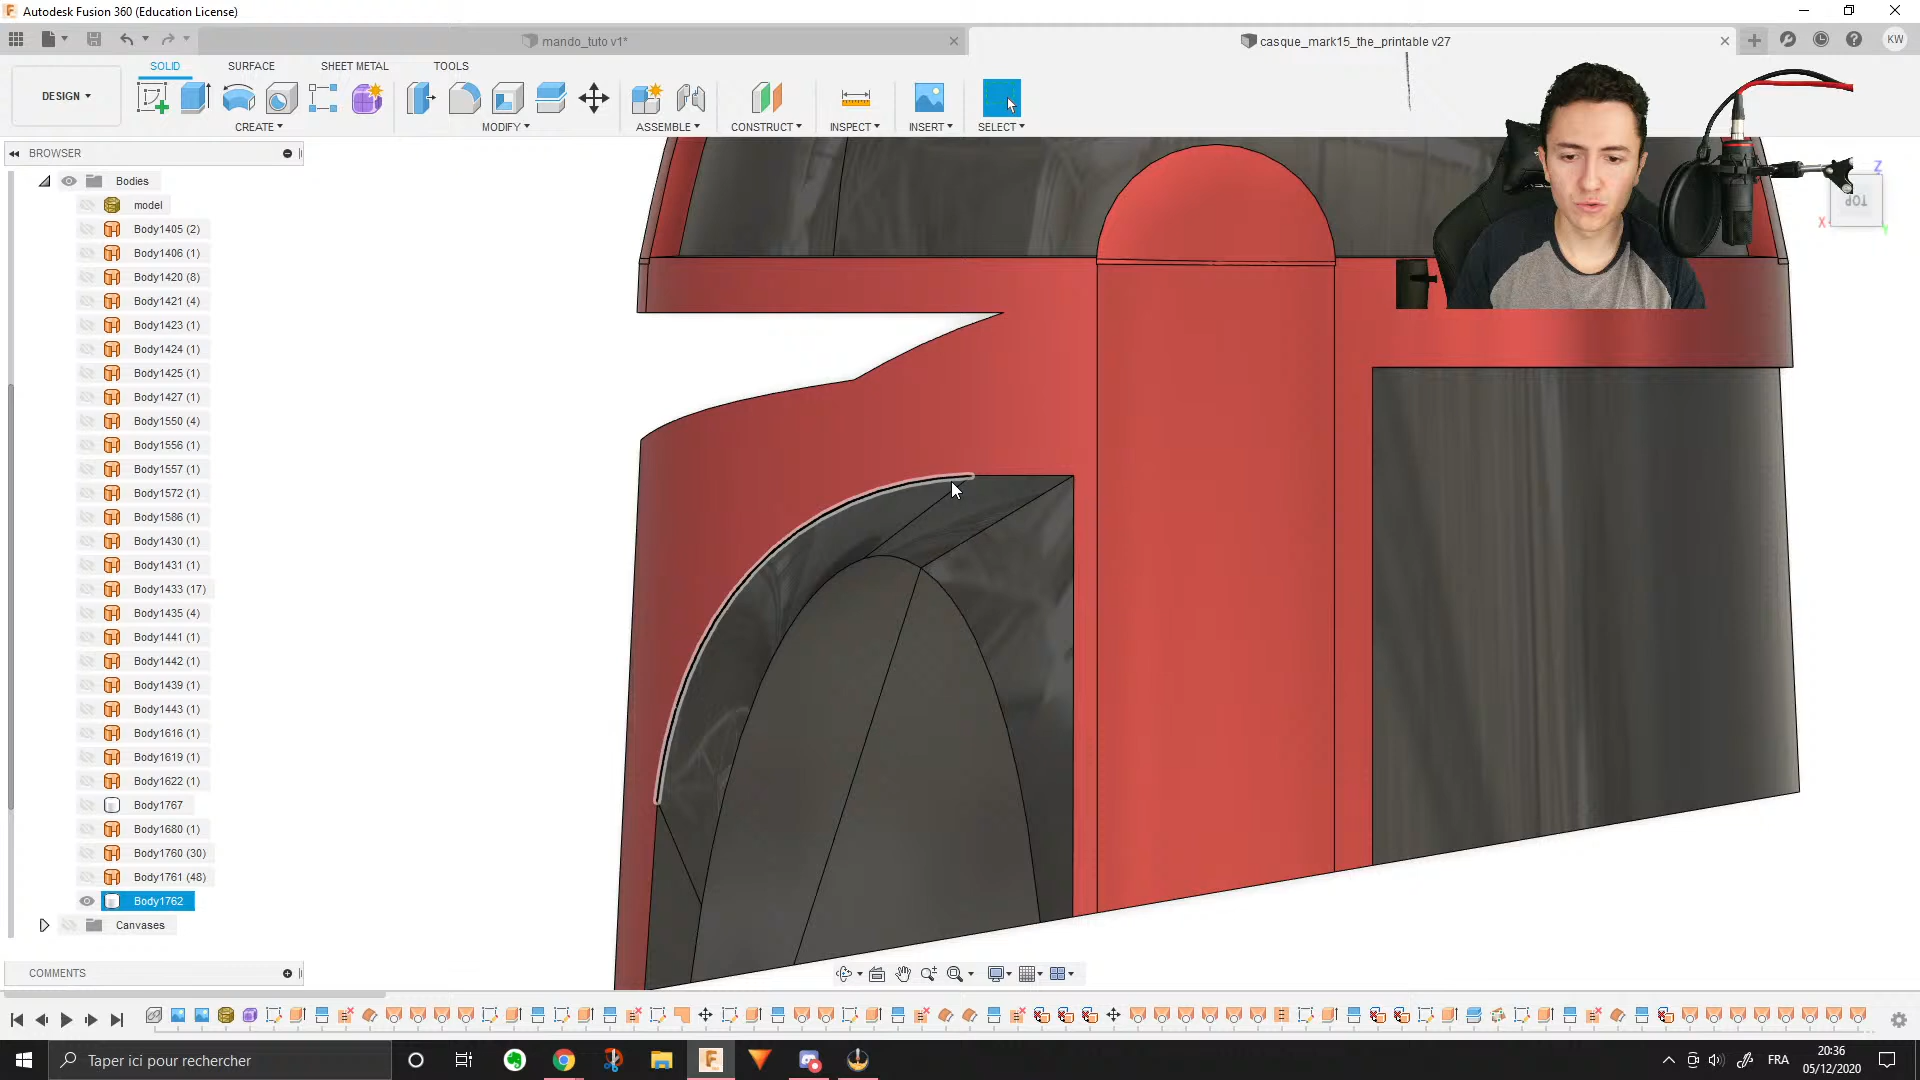 Autodesk Fusion 360 (Education License)
mando_tuto v1*
casque_mark15_the_printable v27
KW
SOLID SURFACE SHEET METAL TOOLS
DESIGN
CREATE MODIFY ASSEMBLE CONSTRUCT INSPECT INSERT SELECT
BROWSER
Bodies
model
Body1405 (2)
Body1406 (1)
Body1420 (8)
Body1421 (4)
Body1423 (1)
Body1424 (1)
Body1425 (1)
Body1427 (1)
Body1550 (4)
Body1556 (1)
Body1557 (1)
Body1572 (1)
Body1586 (1)
Body1430 (1)
Body1431 (1)
Body1433 (17)
Body1435 (4)
Body1441 (1)
Body1442 (1)
Body1439 (1)
Body1443 (1)
Body1616 (1)
Body1619 (1)
Body1622 (1)
Body1767
Body1680 (1)
Body1760 (30)
Body1761 (48)
Body1762
Canvases
Z
TOP
X
Y
COMMENTS
Taper ici pour rechercher
FRA
20:36
05/12/2020